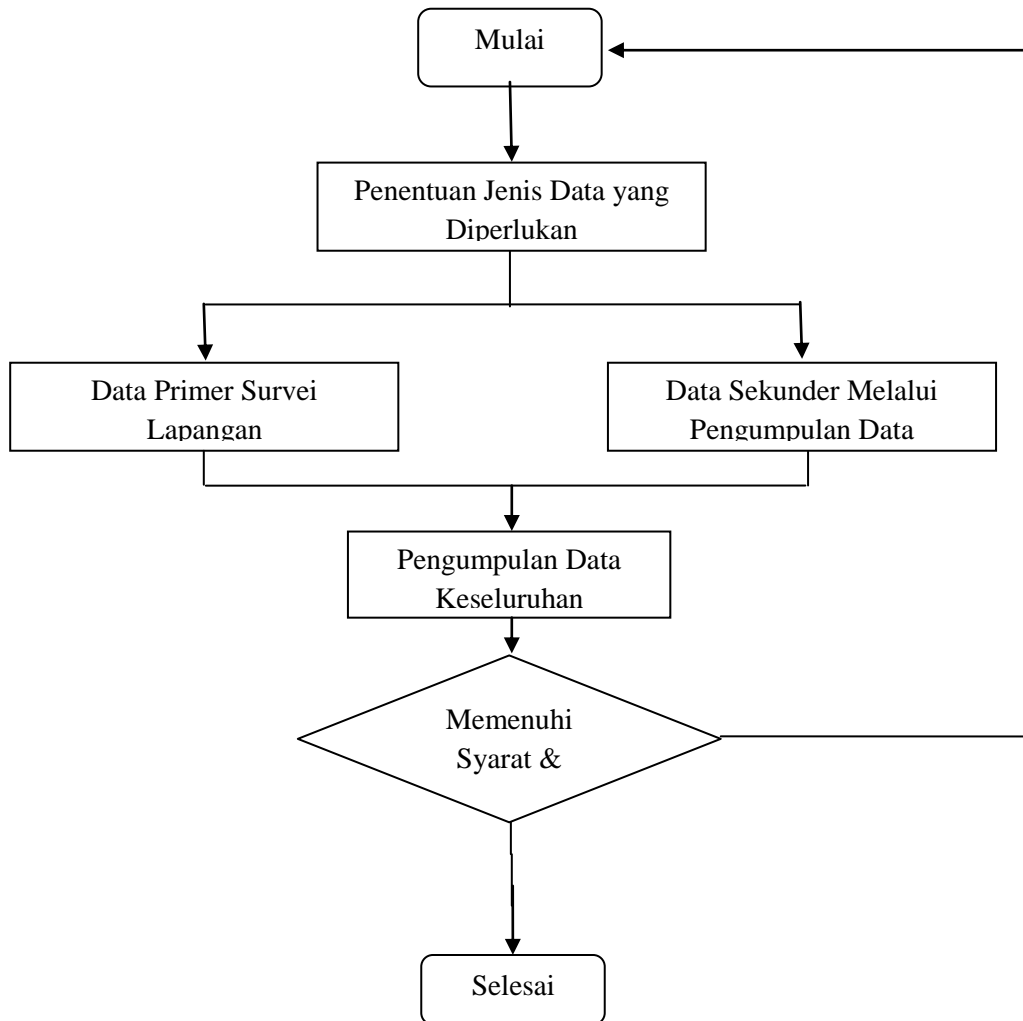 Mulai
Penentuan Jenis Data yang
Diperlukan
Data Primer Survei
Lapangan
Data Sekunder Melalui
Pengumpulan Data
Pengumpulan Data
Keseluruhan
Memenuhi
Syarat &
Selesai